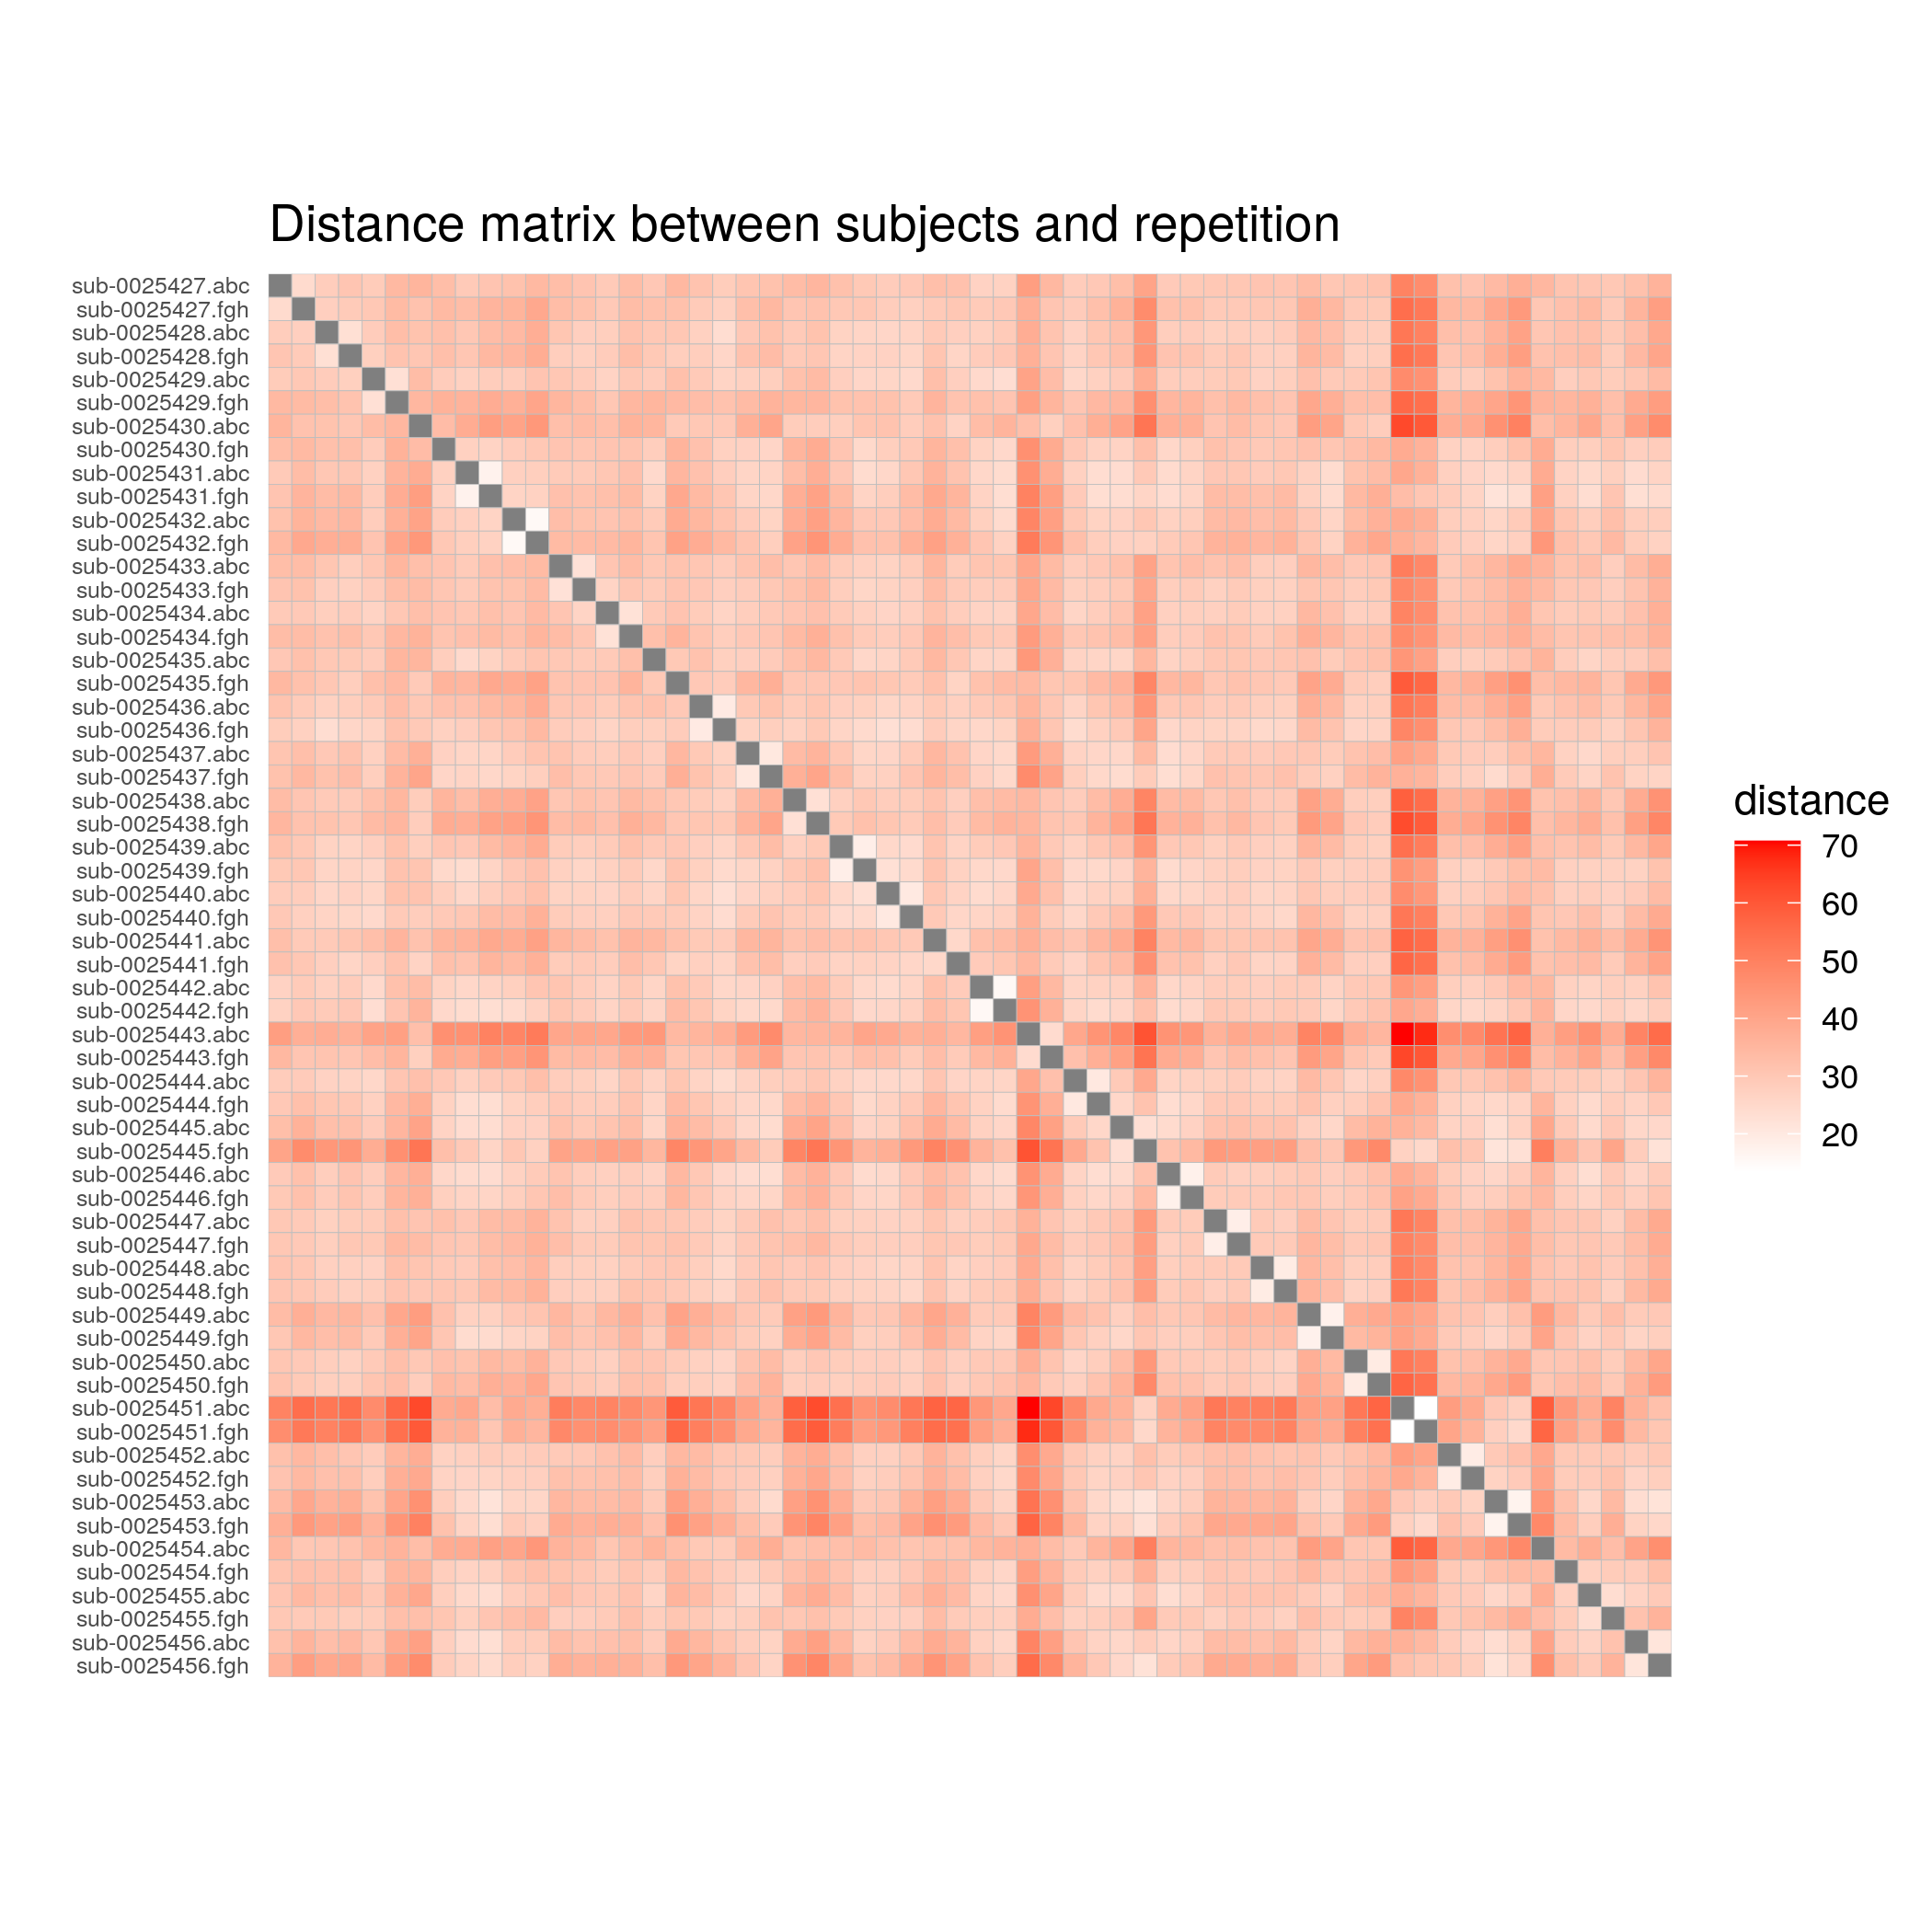 Distance matrix between subjects and repetition
sub-0025427.abc
sub-0025427.fgh
sub-0025428.abc
sub-0025428.fgh
sub-0025429.abc
sub-0025429.fgh
sub-0025430.abc
sub-0025430.fgh
sub-0025431.abc
sub-0025431.fgh
sub-0025432.abc
sub-0025432.fgh
sub-0025433.abc
sub-0025433.fgh
sub-0025434.abc
sub-0025434.fgh
sub-0025435.abc
sub-0025435.fgh
sub-0025436.abc
sub-0025436.fgh
sub-0025437.abc
sub-0025437.fgh
sub-0025438.abc
sub-0025438.fgh
sub-0025439.abc
sub-0025439.fgh
sub-0025440.abc
sub-0025440.fgh
sub-0025441.abc
sub-0025441.fgh
sub-0025442.abc
sub-0025442.fgh
sub-0025443.abc
sub-0025443.fgh
sub-0025444.abc
sub-0025444.fgh
sub-0025445.abc
sub-0025445.fgh
sub-0025446.abc
sub-0025446.fgh
sub-0025447.abc
sub-0025447.fgh
sub-0025448.abc
sub-0025448.fgh
sub-0025449.abc
sub-0025449.fgh
sub-0025450.abc
sub-0025450.fgh
sub-0025451.abc
sub-0025451.fgh
sub-0025452.abc
sub-0025452.fgh
sub-0025453.abc
sub-0025453.fgh
sub-0025454.abc
sub-0025454.fgh
sub-0025455.abc
sub-0025455.fgh
sub-0025456.abc
sub-0025456.fgh
distance
70
60
50
40
30
20